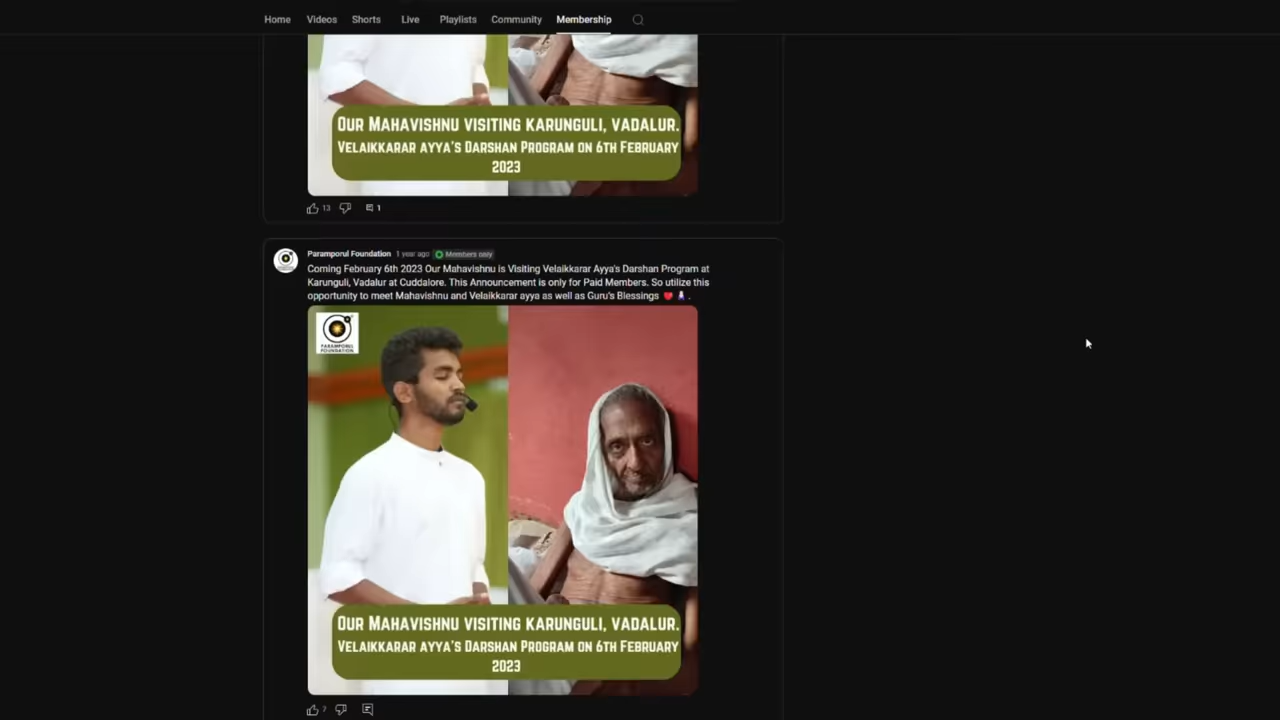 Home Videos Shorts Live Playlists Community Membership
OUR MAHAVISHNU VISITING KARUNGULI, VADALUR.
VELAIKKARAR AYYA'S DARSHAN PROGRAM ON 6TH FEBRUARY
2023
13 1
Paramporul Foundation 1 year ago Members only
Coming February 6th 2023 Our Mahavishnu is Visiting Velaikkarar Ayya's Darshan Program at
Karunguli, Vadalur at Cuddalore. This Announcement is only for Paid Members. So utilize this
opportunity to meet Mahavishnu and Velaikkarar ayya as well as Guru's Blessings ❤️ .
PARAMPORUL
FOUNDATION
OUR MAHAVISHNU VISITING KARUNGULI, VADALUR.
VELAIKKARAR AYYA'S DARSHAN PROGRAM ON 6TH FEBRUARY
2023
7